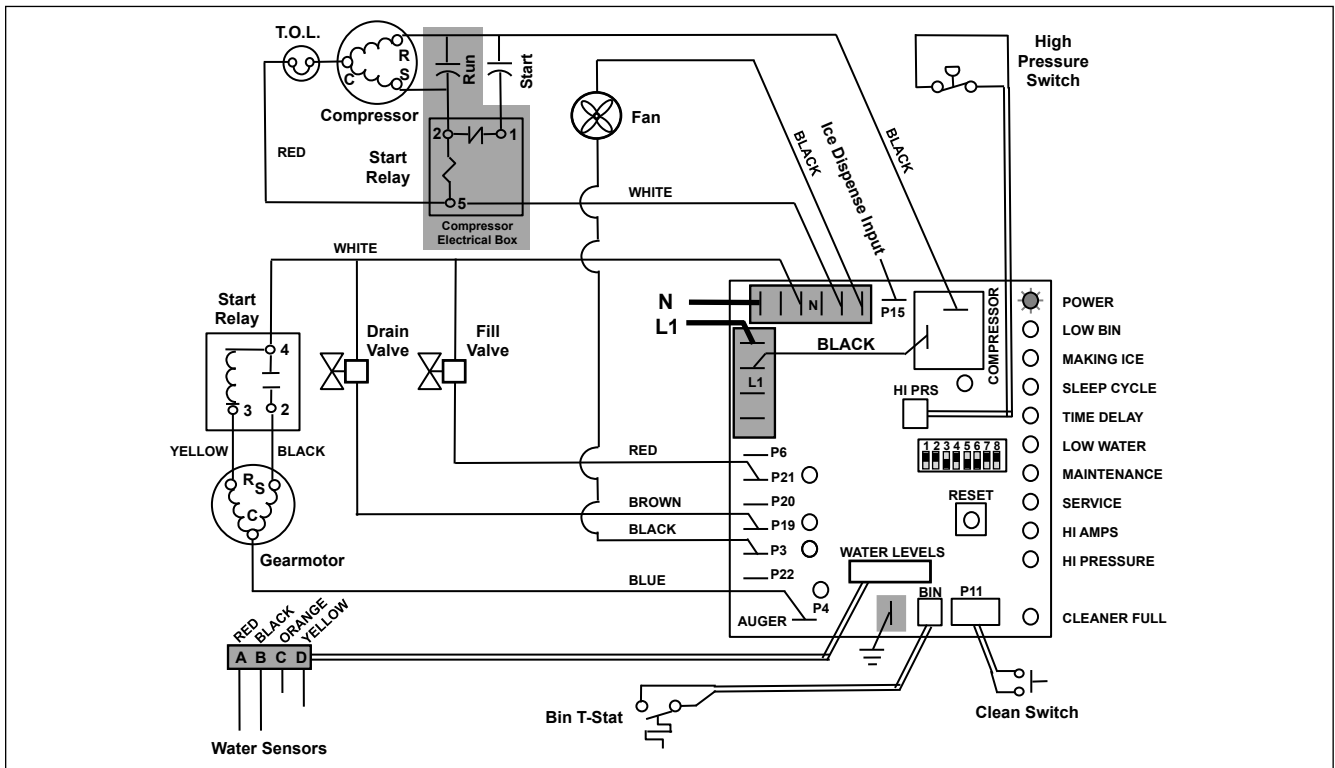 T.O.L.
R
S
C
Compressor
Run
Start
RED
2
1
5
Start
Relay
Compressor
Electrical Box
WHITE
Fan
BLACK
Ice Dispense Input
BLACK
High
Pressure
Switch
WHITE
Start
Relay
4
3
2
YELLOW
BLACK
R
S
C
Gearmotor
Drain
Valve
Fill
Valve
N
L1
N
P15
BLACK
L1
COMPRESSOR
HI PRS
1 2 3 4 5 6 7 8
RESET
RED
BROWN
BLACK
BLUE
P6
P21
P20
P19
P3
P22
P4
AUGER
WATER LEVELS
BIN
P11
POWER
LOW BIN
MAKING ICE
SLEEP CYCLE
TIME DELAY
LOW WATER
MAINTENANCE
SERVICE
HI AMPS
HI PRESSURE
CLEANER FULL
RED
BLACK
ORANGE
YELLOW
A B C D
Water Sensors
Bin T-Stat
Clean Switch